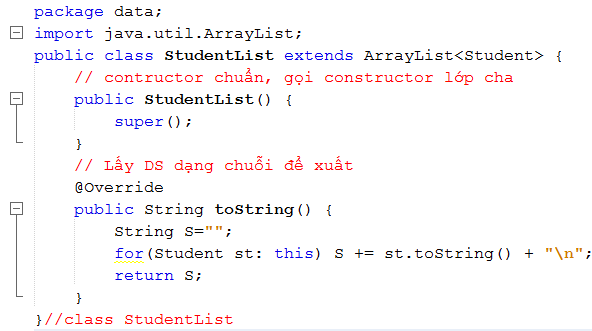 package data;
import java.util.ArrayList;
public class StudentList extends ArrayList<Student> {
// contructor chuẩn, gọi constructor lớp cha
public StudentList() {
super();
}
// Lấy DS dạng chuỗi để xuất
@Override
public String toString() {
String S="";
for(Student st: this) S += st.toString() + "\n";
return S;
}
}//class StudentList